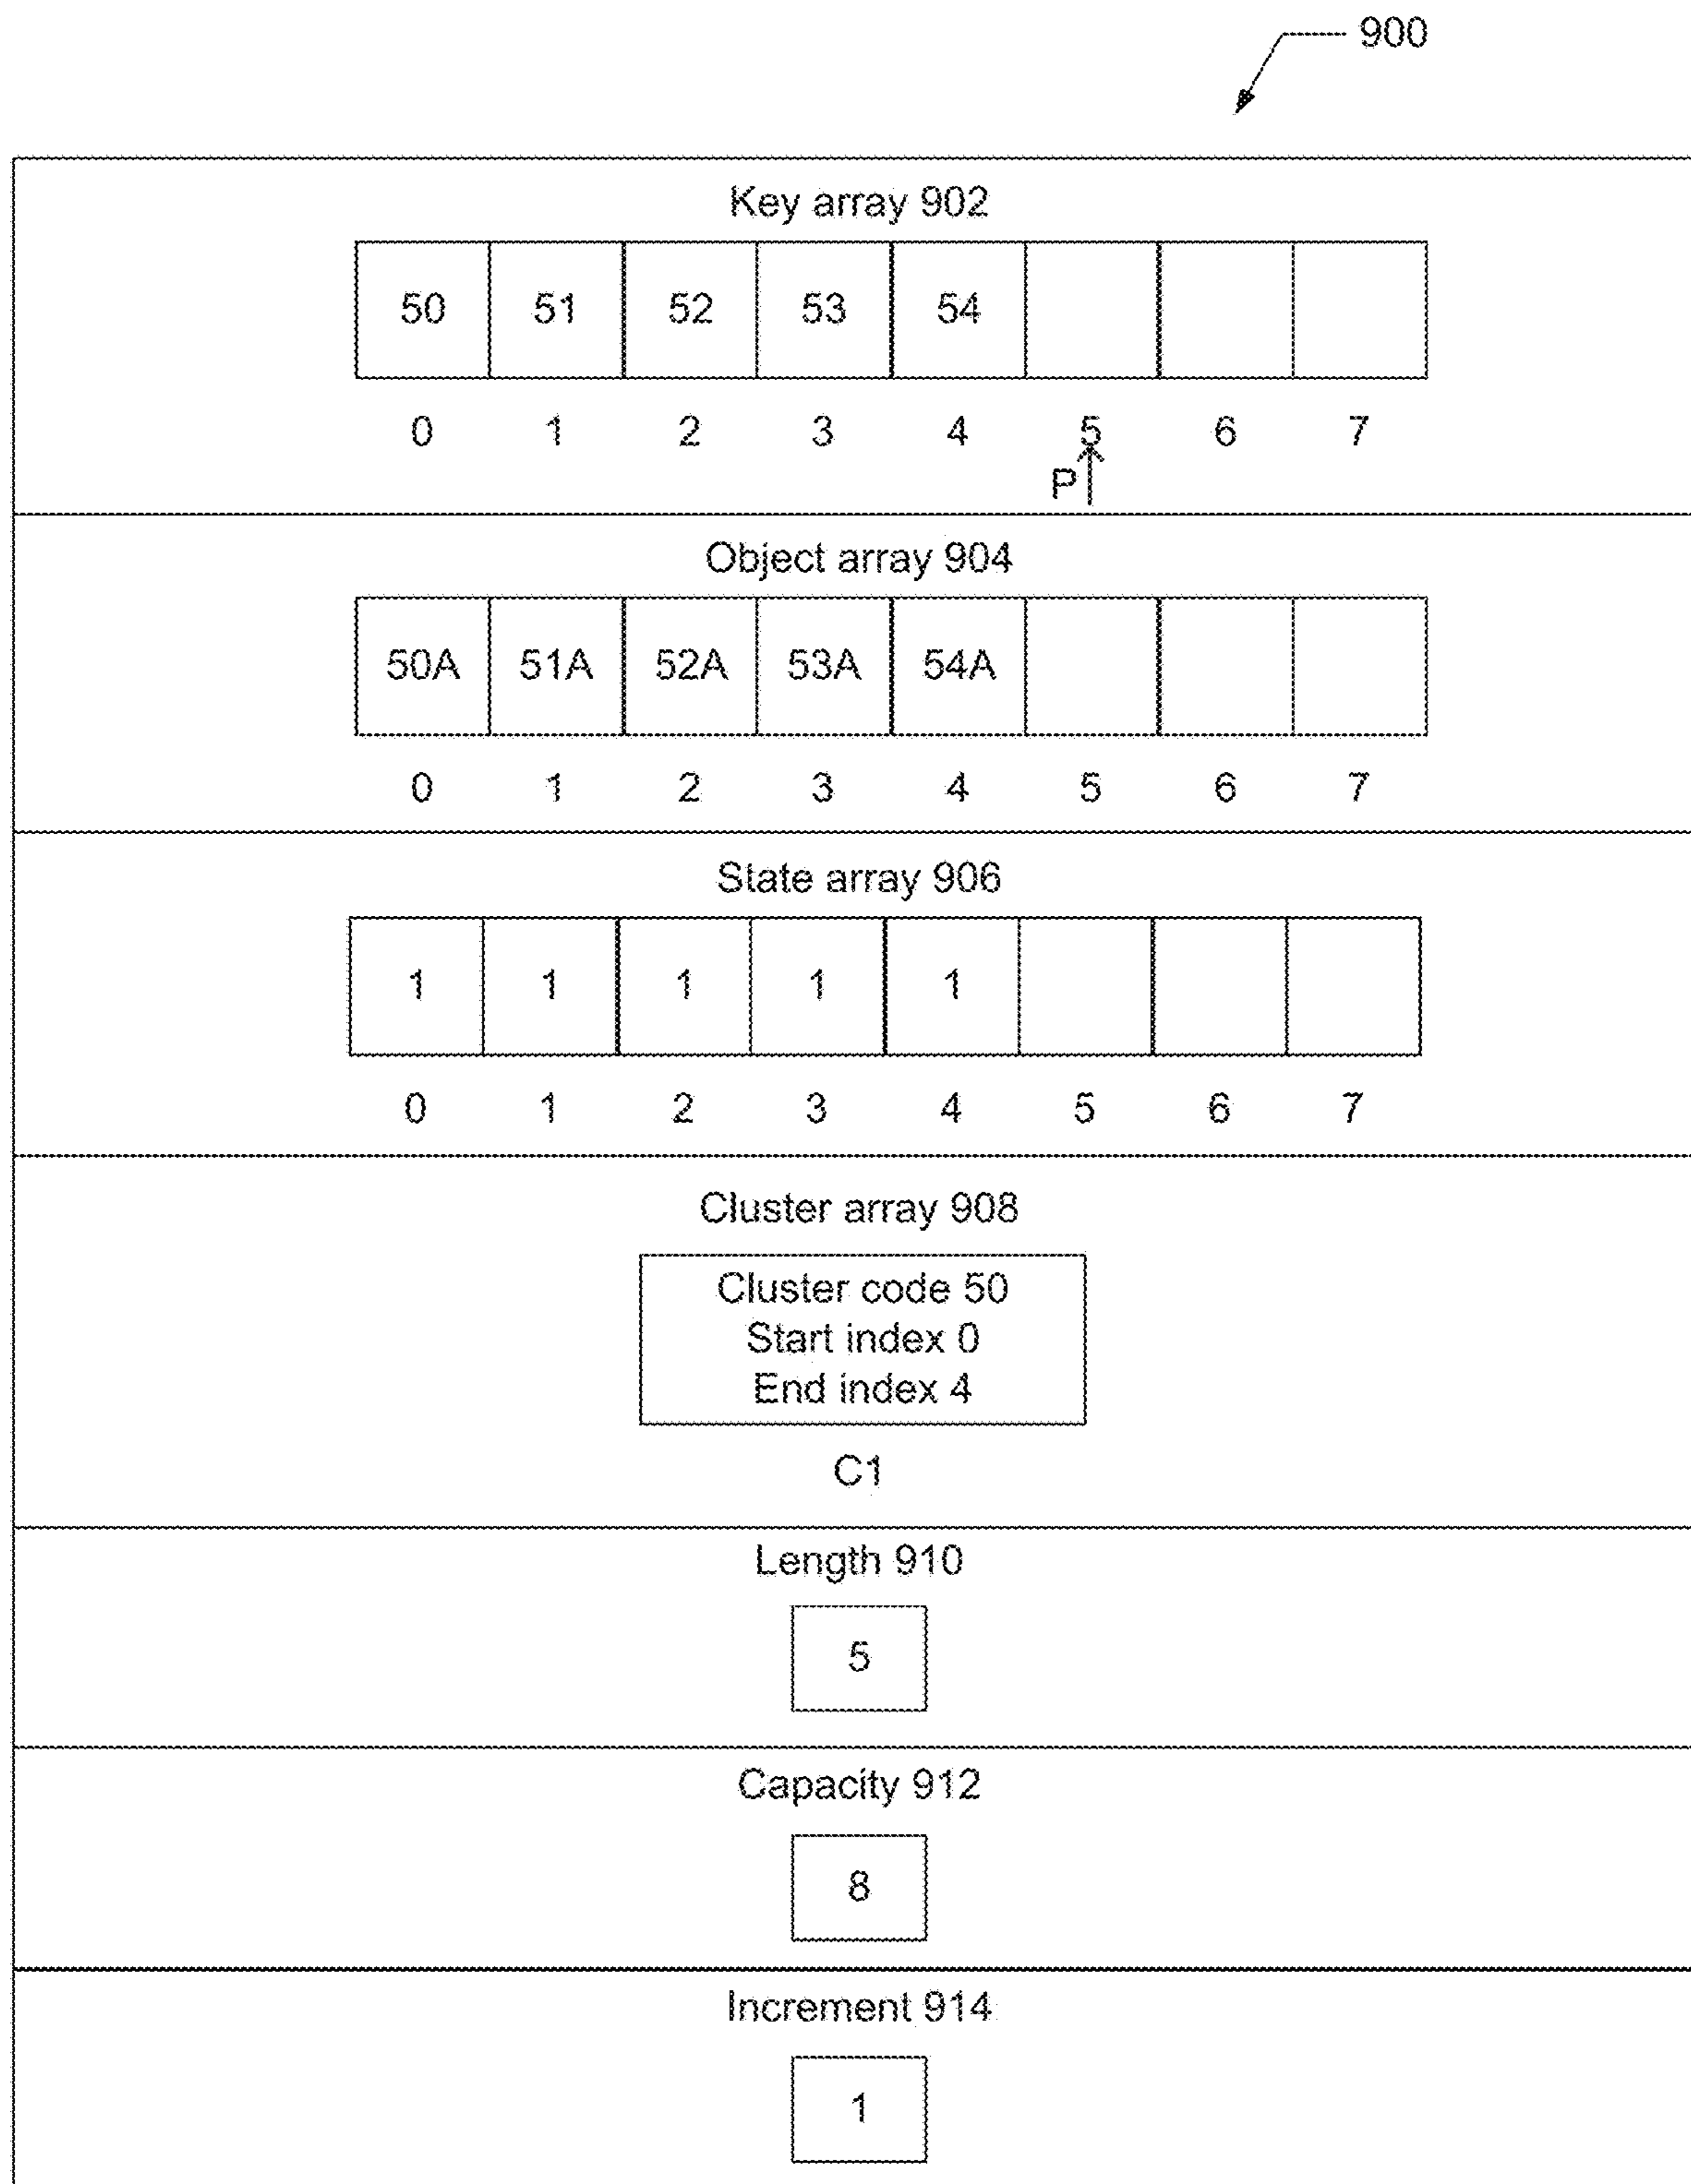 900
Key array 902
50 51 52 53 54
0 1 2 3 4 5 6 7
P
Object array 904
50A 51A 52A 53A 54A
0 1 2 3 4 5 6 7
State array 906
1 1 1 1 1
0 1 2 3 4 5 6 7
Cluster array 908
Cluster code 50
Start index 0
End index 4
C1
Length 910
5
Capacity 912
8
Increment 914
1